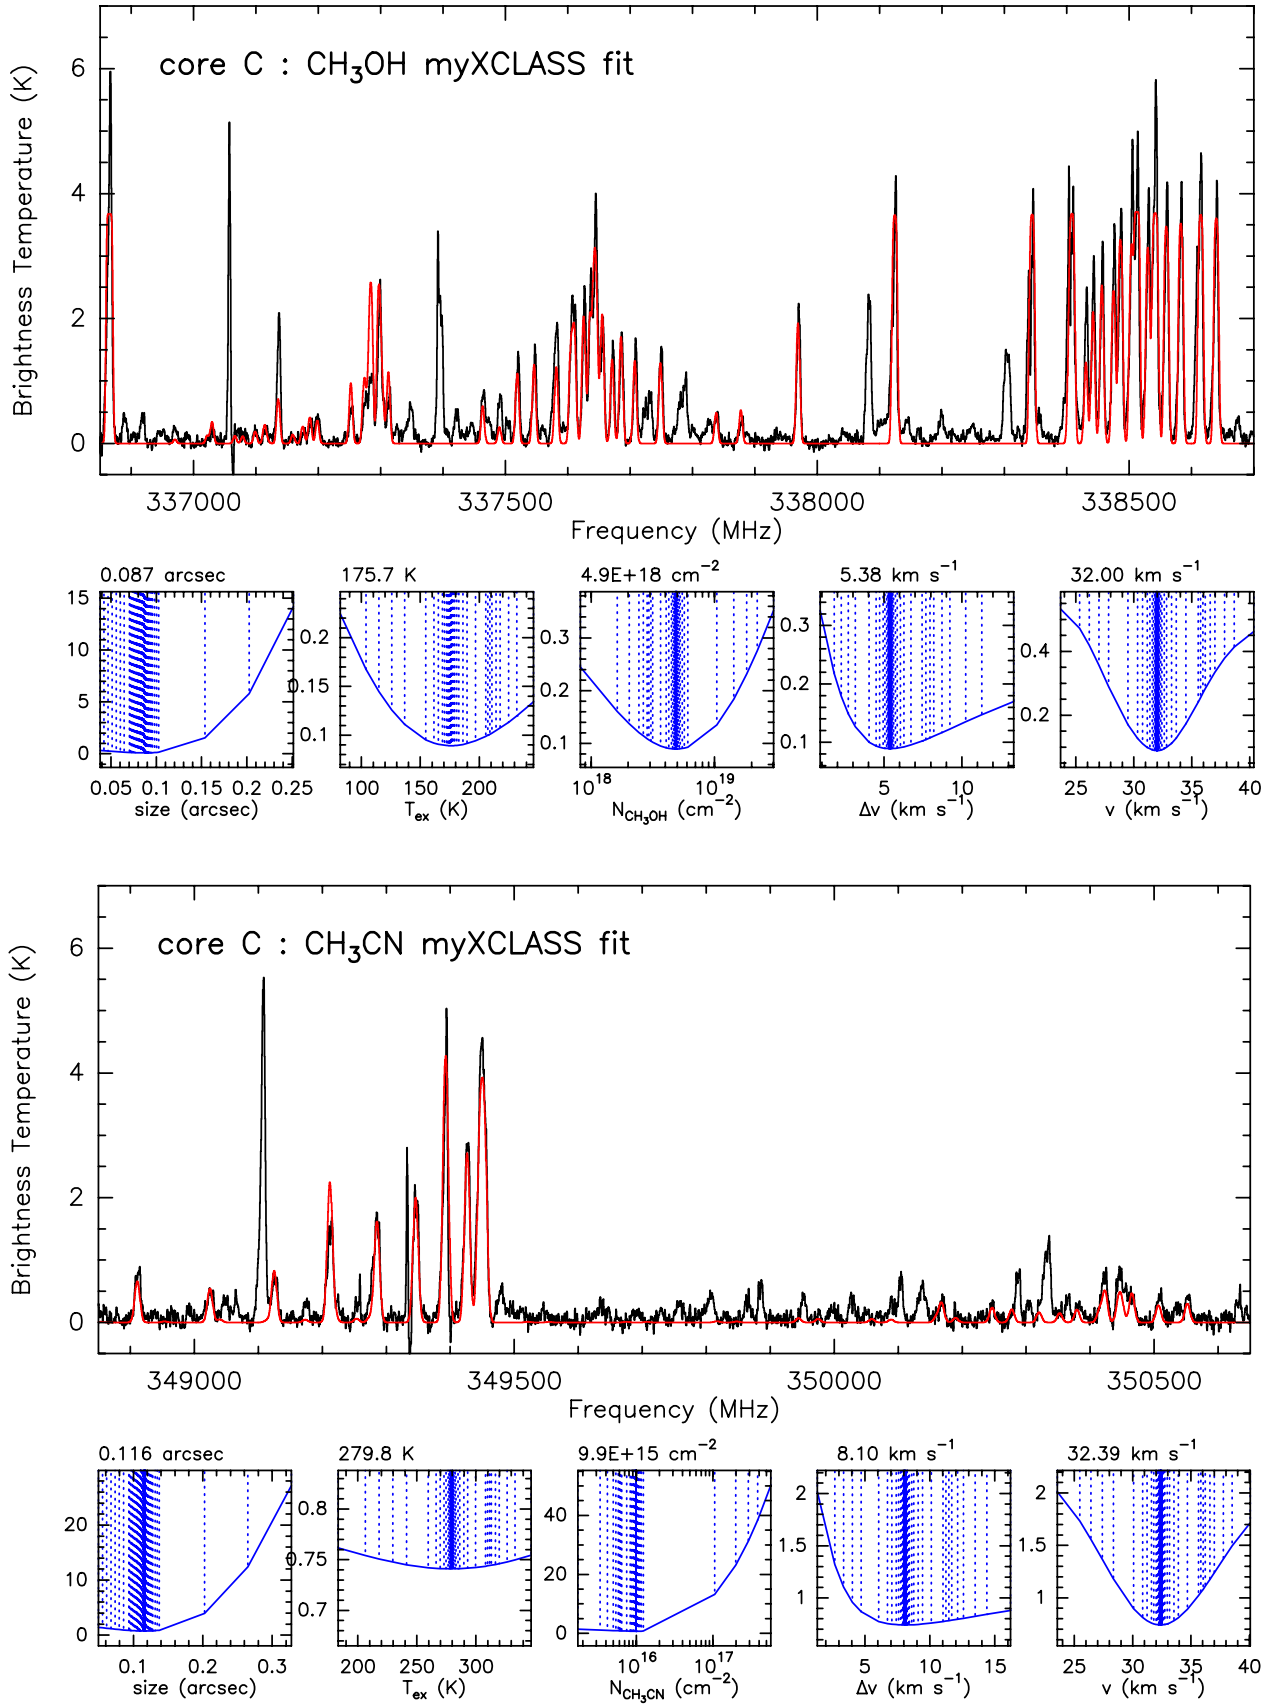 core C : CH₃OH myXCLASS fit
Brightness Temperature (K)
6
4
2
0
337000 337500 338000 338500
Frequency (MHz)
0.087 arcsec 175.7 K 4.9E+18 cm⁻² 5.38 km s⁻¹ 32.00 km s⁻¹
15
10
5
0
0.2
0.15
0.1
0.3
0.2
0.1
0.3
0.2
0.1
0.4
0.2
0.05 0.1 0.15 0.2 0.25 100 150 200 10¹⁸ 10¹⁹ 5 10 25 30 35 40
size (arcsec) T_ex (K) N_CH₃OH (cm⁻²) Δv (km s⁻¹) v (km s⁻¹)
core C : CH₃CN myXCLASS fit
Brightness Temperature (K)
6
4
2
0
349000 349500 350000 350500
Frequency (MHz)
0.116 arcsec 279.8 K 9.9E+15 cm⁻² 8.10 km s⁻¹ 32.39 km s⁻¹
20
10
0
0.8
0.75
0.7
40
20
0
2
1.5
1
2
1.5
1
0.1 0.2 0.3 200 250 300 10¹⁶ 10¹⁷ 5 10 15 25 30 35 40
size (arcsec) T_ex (K) N_CH₃CN (cm⁻²) Δv (km s⁻¹) v (km s⁻¹)